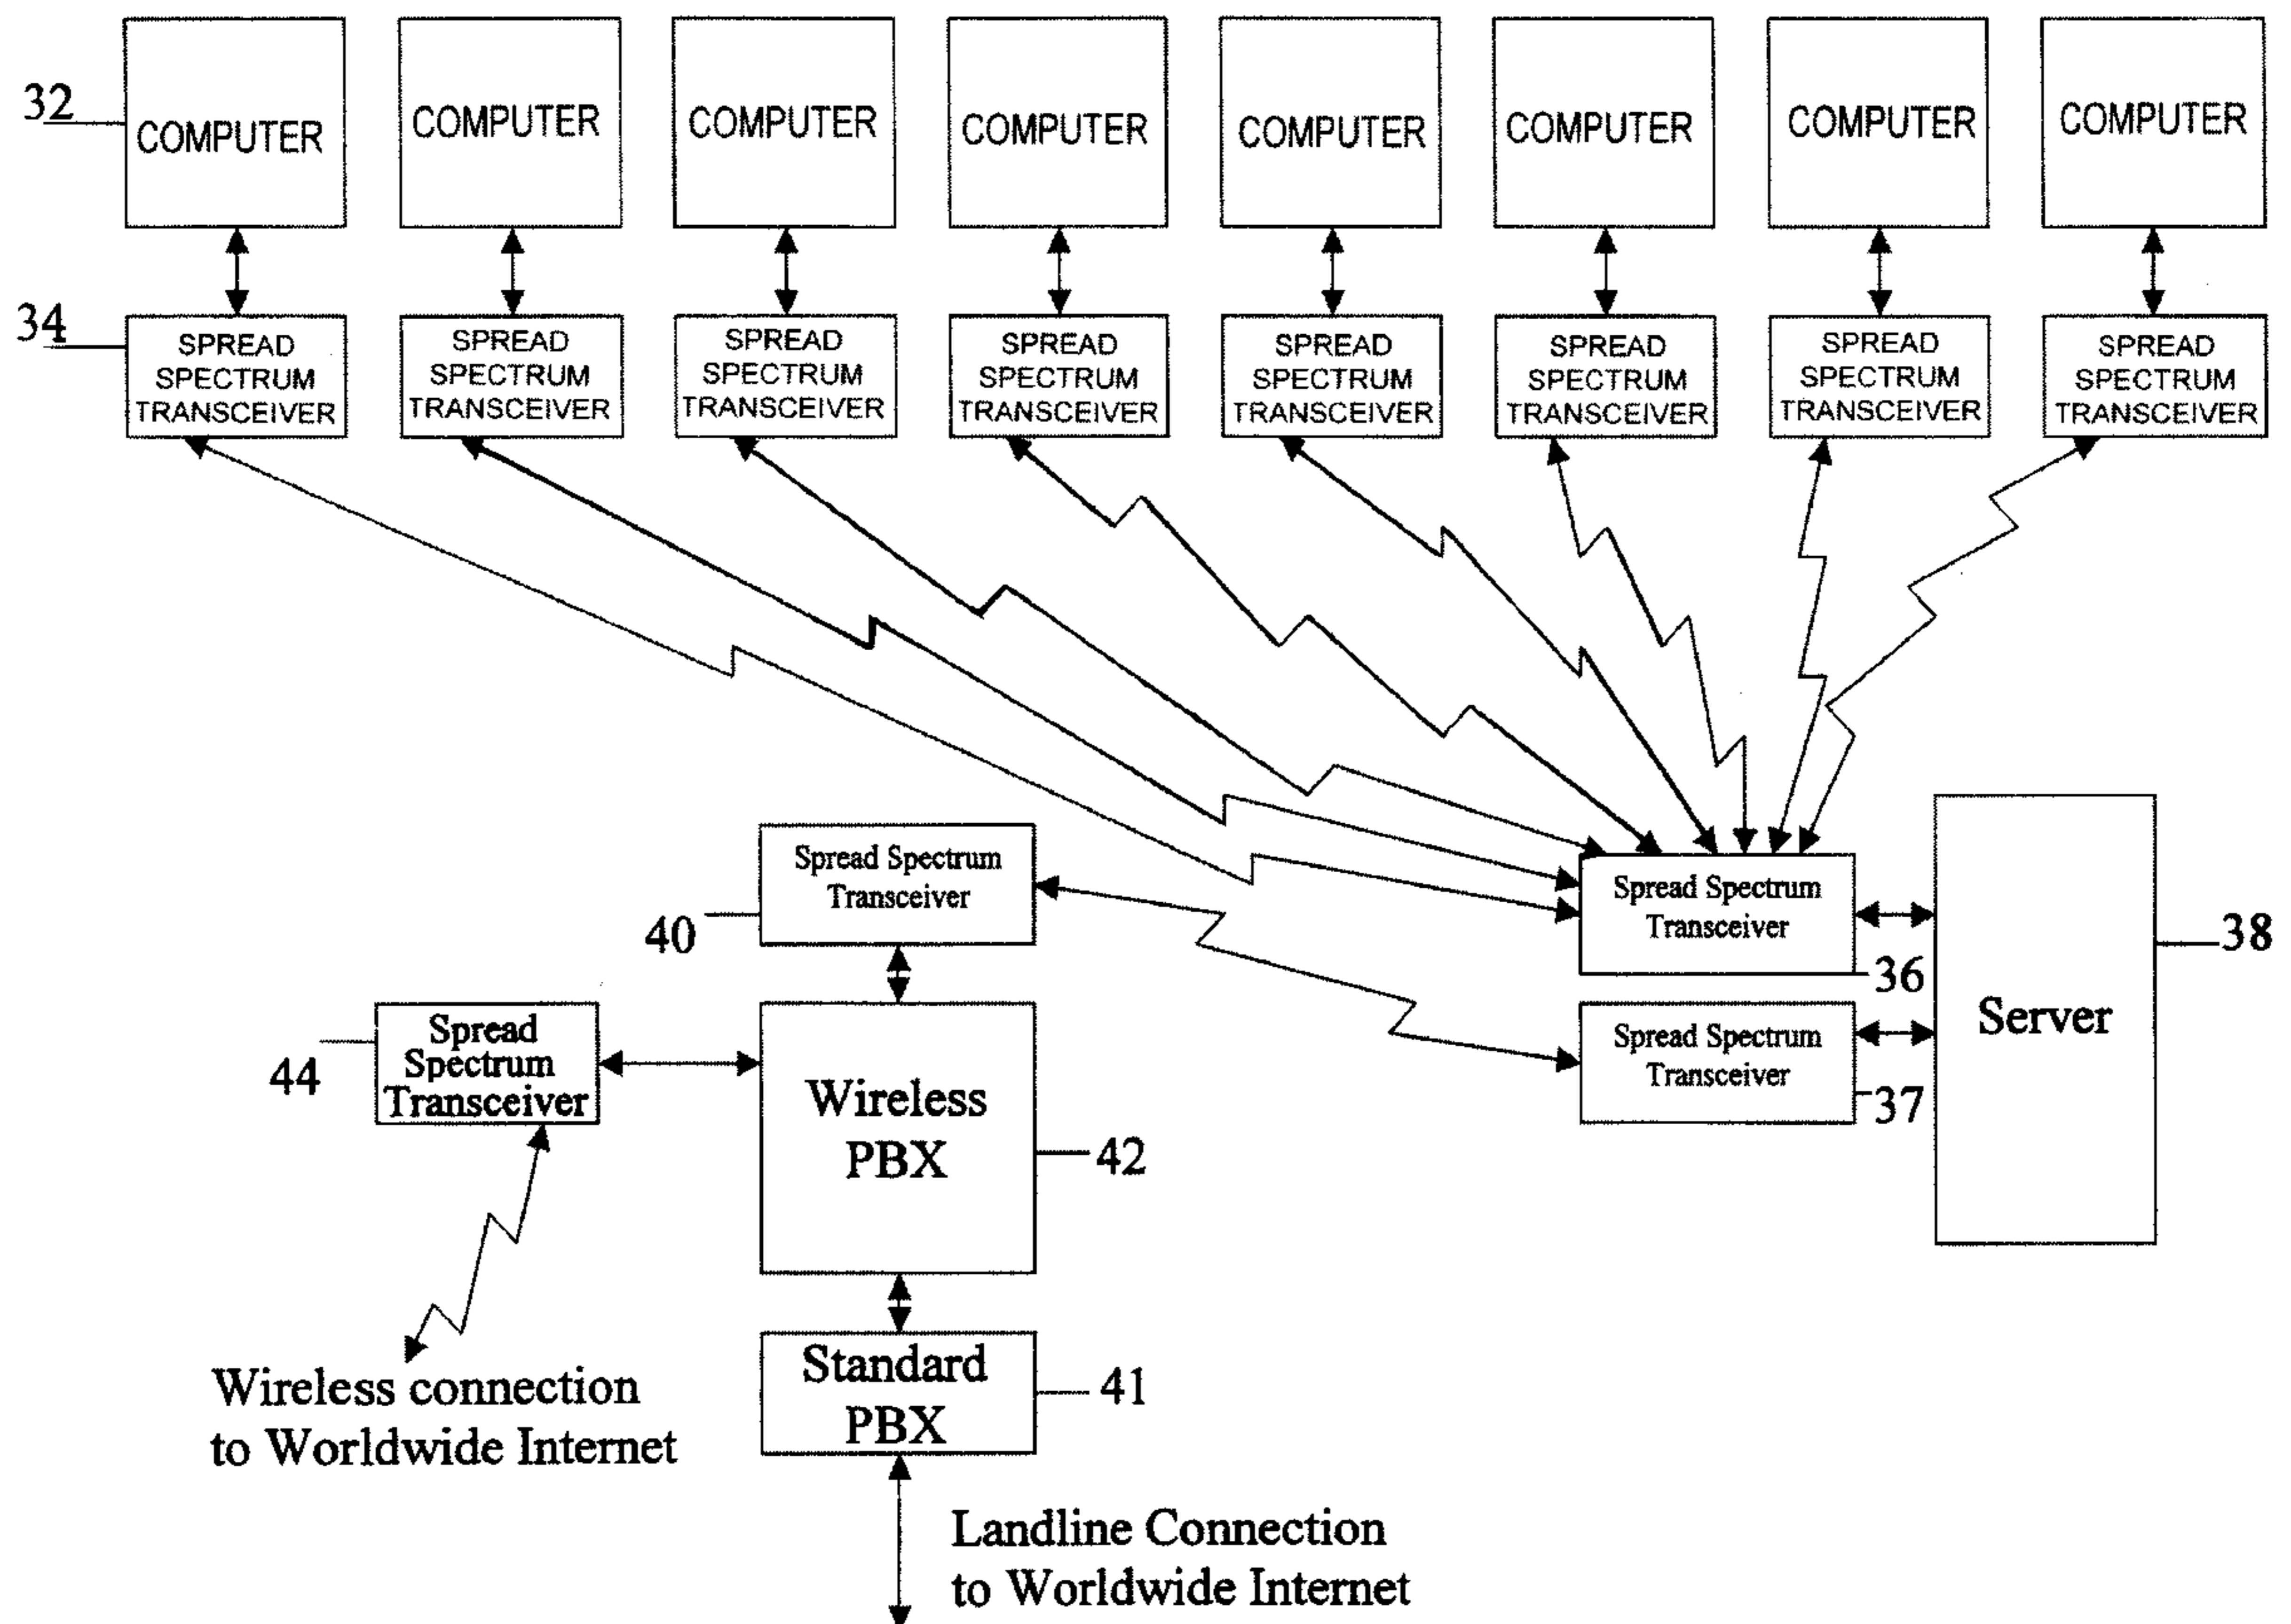 32
COMPUTER
COMPUTER
COMPUTER
COMPUTER
COMPUTER
COMPUTER
COMPUTER
COMPUTER
34
SPREAD
SPECTRUM
TRANSCEIVER
SPREAD
SPECTRUM
TRANSCEIVER
SPREAD
SPECTRUM
TRANSCEIVER
SPREAD
SPECTRUM
TRANSCEIVER
SPREAD
SPECTRUM
TRANSCEIVER
SPREAD
SPECTRUM
TRANSCEIVER
SPREAD
SPECTRUM
TRANSCEIVER
SPREAD
SPECTRUM
TRANSCEIVER
Spread Spectrum
Transceiver
40
Spread Spectrum
Transceiver
36
38
Server
Spread
Spectrum
Transceiver
44
Wireless
PBX
42
Spread Spectrum
Transceiver
37
Standard
PBX
41
Wireless connection
to Worldwide Internet
Landline Connection
to Worldwide Internet